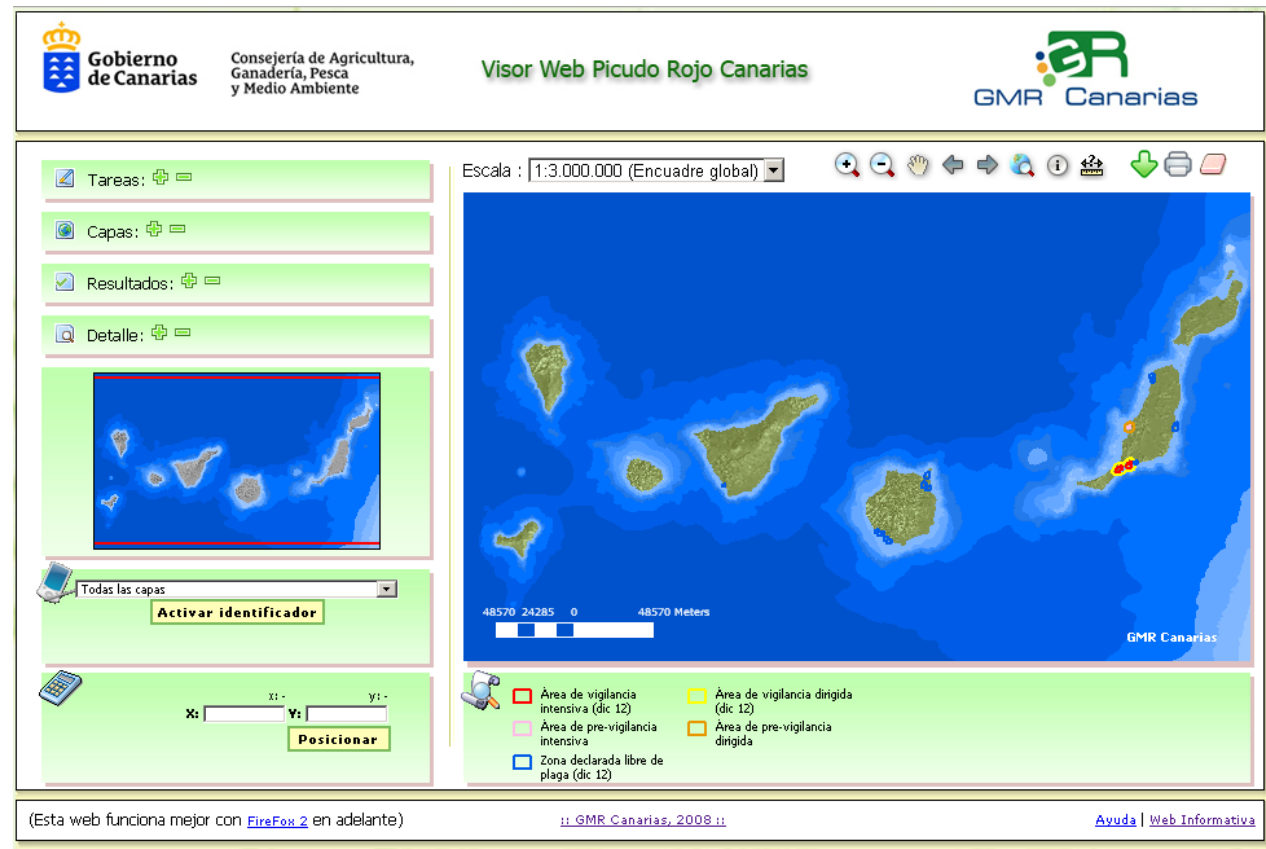 Gobierno
de Canarias
Consejería de Agricultura,
Ganadería, Pesca
y Medio Ambiente
Visor Web Picudo Rojo Canarias
GR
GMR Canarias
Tareas:
Capas:
Resultados:
Detalle:
Todas las capas
Activar identificador
x: -
y: -
X:
Y:
Posicionar
Escala : 1:3.000.000 (Encuadre global)
48570 24285 0 48570 Meters
GMR Canarias
Área de vigilancia
intensiva (dic 12)
Área de pre-vigilancia
intensiva
Zona declarada libre de
plaga (dic 12)
Área de vigilancia dirigida
(dic 12)
Área de pre-vigilancia
dirigida
(Esta web funciona mejor con FireFox 2 en adelante)
:: GMR Canarias, 2008 ::
Ayuda | Web Informativa